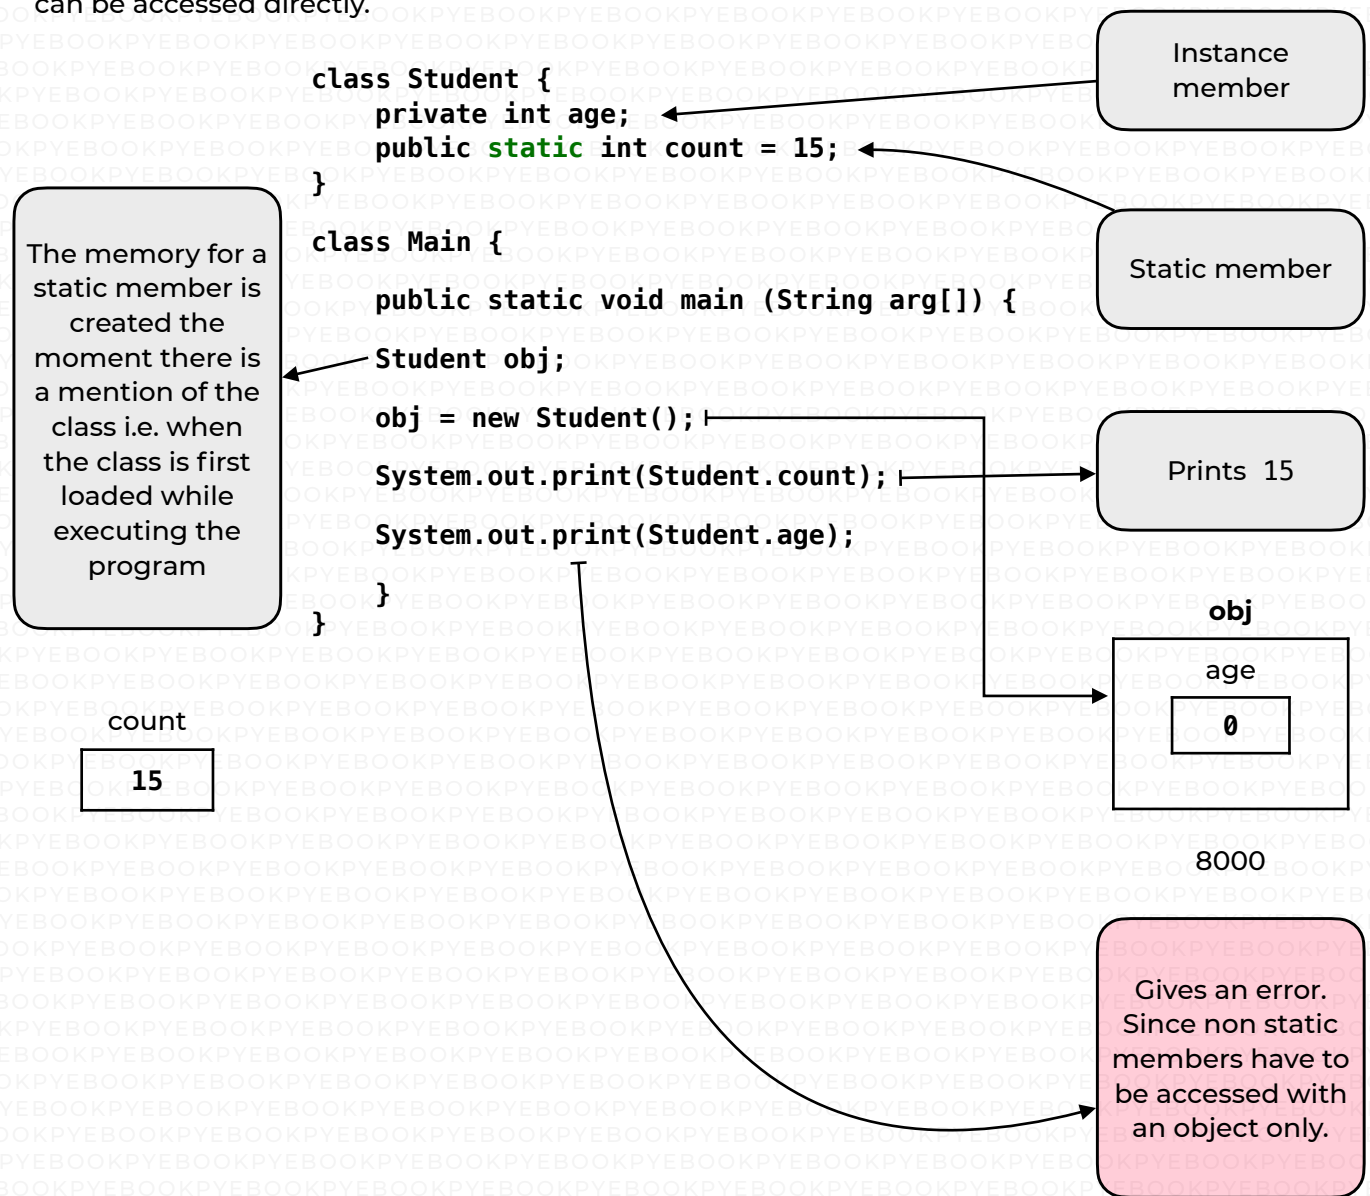 can be accessed directly.
Instance
member
class Student {
private int age;
public static int count = 15;
}
Static member
class Main {
public static void main (String arg[]) {
The memory for a
static member is
created the
moment there is
a mention of the
class i.e. when
the class is first
loaded while
executing the
program
Student obj;
obj = new Student();
System.out.print(Student.count);
Prints 15
System.out.print(Student.age);
}
}
obj
age
0
8000
count
15
Gives an error.
Since non static
members have to
be accessed with
an object only.